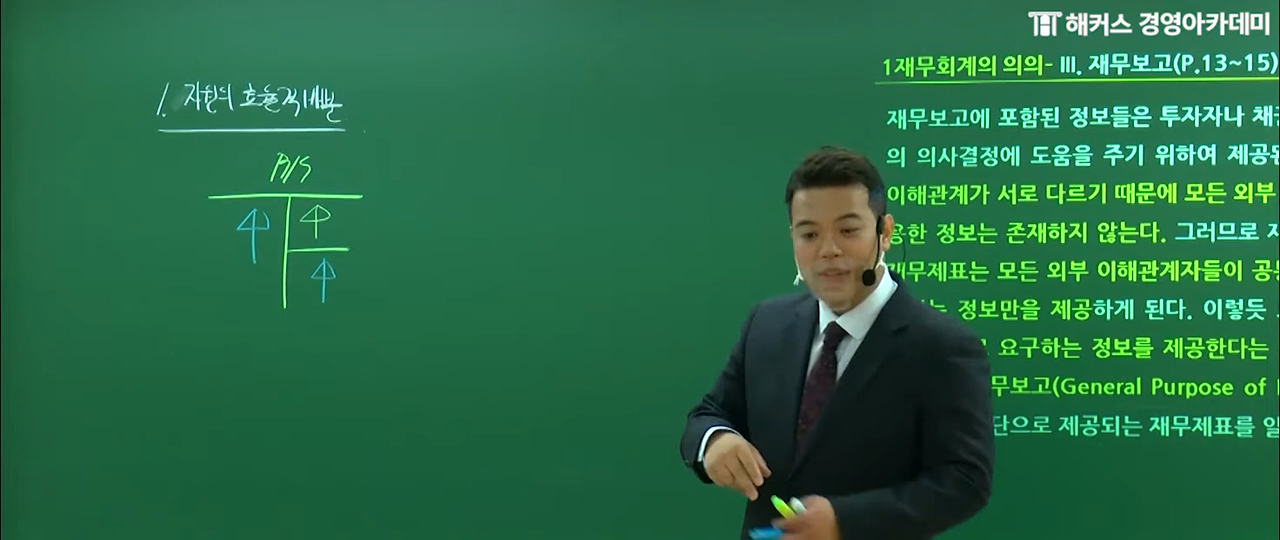 해커스 경영아카데미
1. 자원의 효율적 배분
B/S
1재무회계의 의의- III. 재무보고(P.13~15)
재무보고에 포함된 정보들은 투자자나 채
의 의사결정에 도움을 주기 위하여 제공
이해관계가 서로 다르기 때문에 모든 외부
용한 정보는 존재하지 않는다. 그러므로
재무제표는 모든 외부 이해관계자들이
정보만을 제공하게 된다. 이렇듯
요구하는 정보를 제공한다는
무보고(General Purpose of
단으로 제공되는 재무제표를